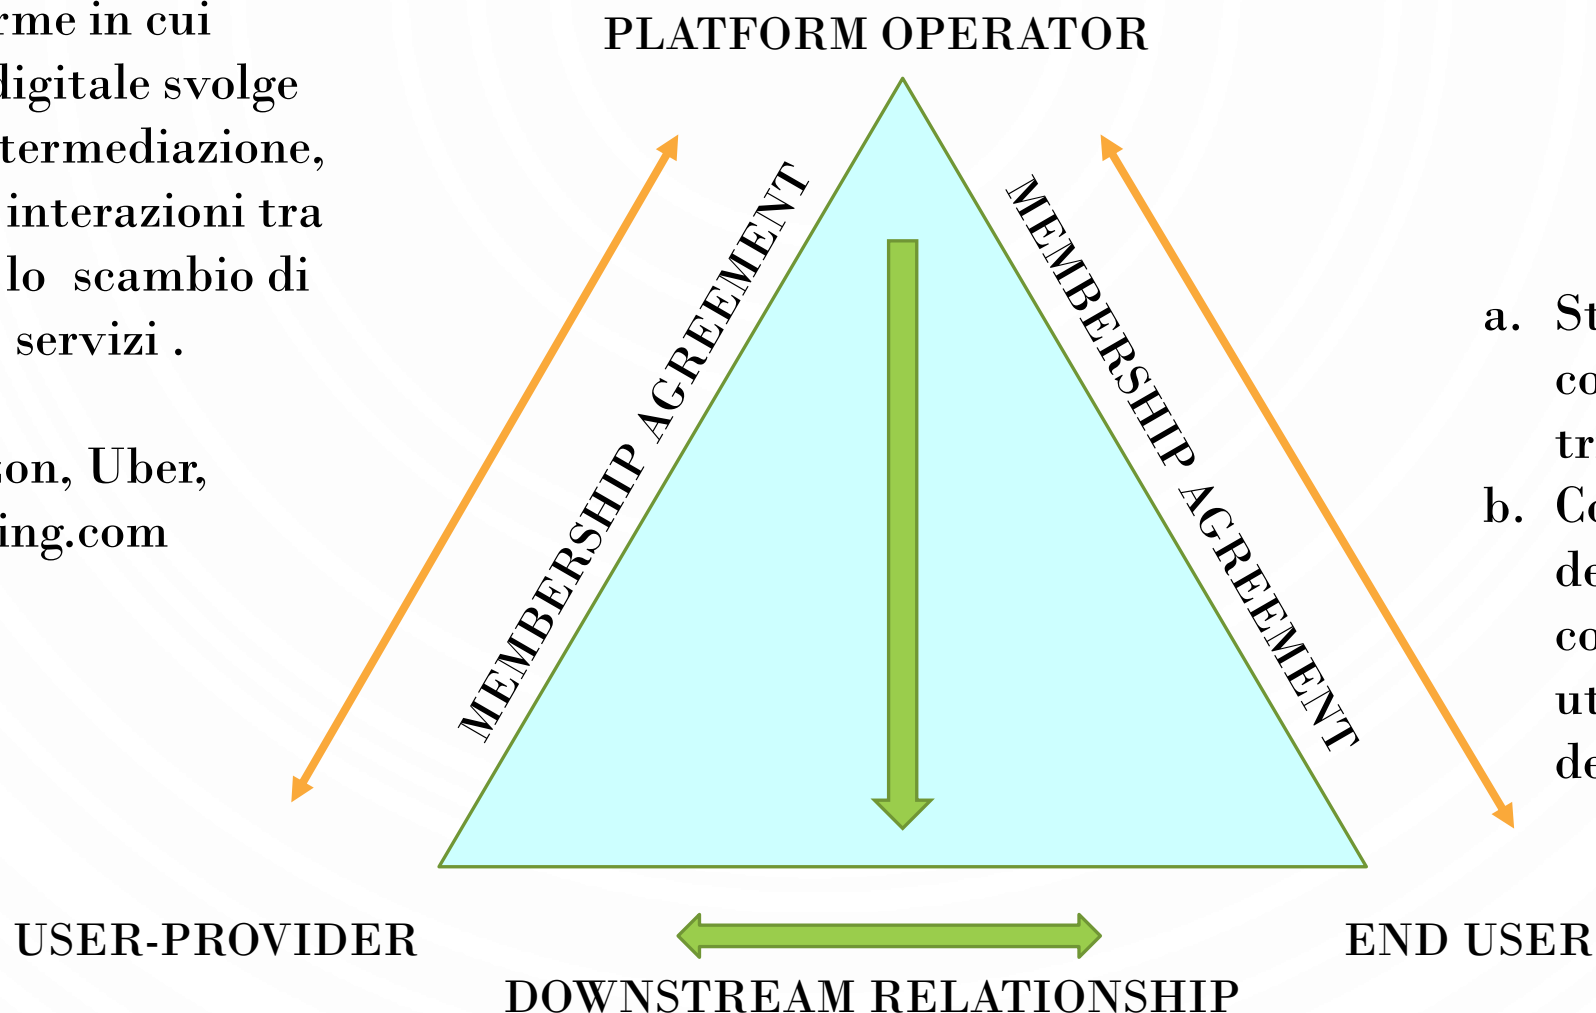 rme in cui
digitale svolge
termediazione,
interazioni tra
lo scambio di
servizi .
zon, Uber,
ing.com
PLATFORM OPERATOR
MEMBERSHIP AGREEMENT
MEMBERSHIP AGREEMENT
a. St
co
tr
b. Co
de
co
ut
de
USER-PROVIDER
END USER
DOWNSTREAM RELATIONSHIP